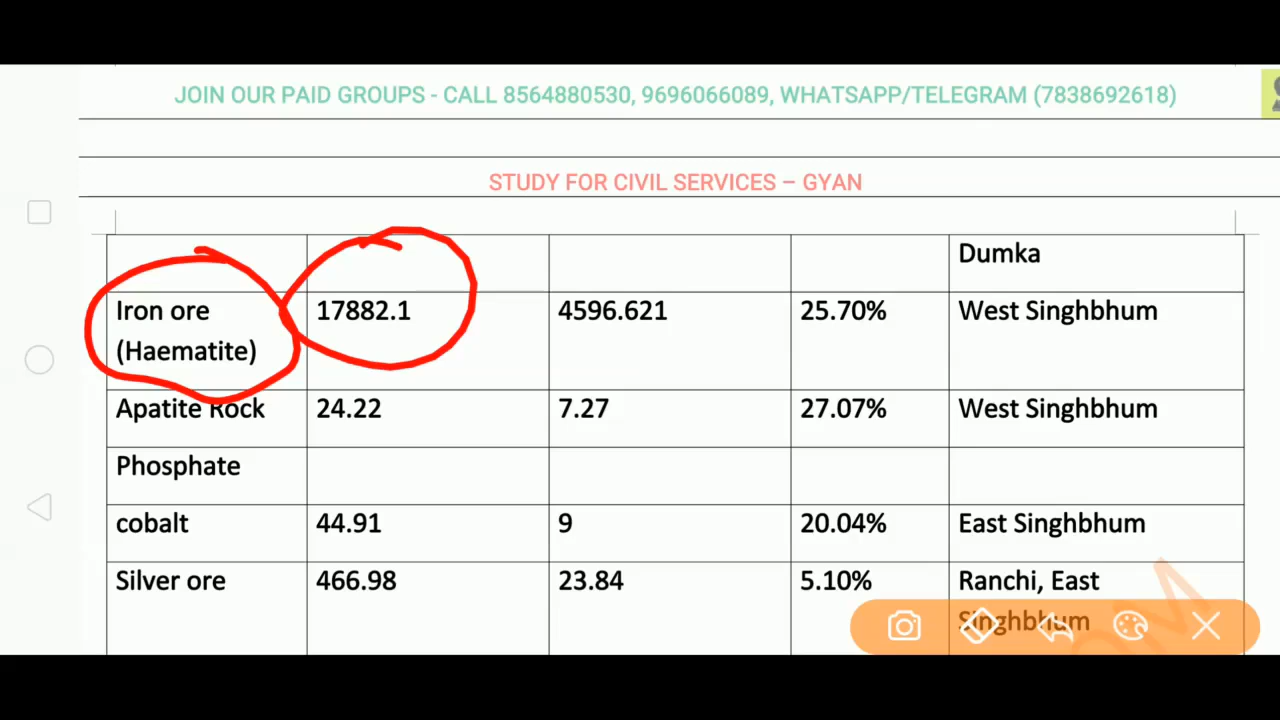 JOIN OUR PAID GROUPS - CALL 8564880530, 9696066089, WHATSAPP/TELEGRAM (7838692618)
STUDY FOR CIVIL SERVICES – GYAN
Dumka
Iron ore (Haematite) 17882.1 4596.621 25.70% West Singhbhum
Apatite Rock 24.22 7.27 27.07% West Singhbhum
Phosphate
cobalt 44.91 9 20.04% East Singhbhum
Silver ore 466.98 23.84 5.10% Ranchi, East
Singhbhum